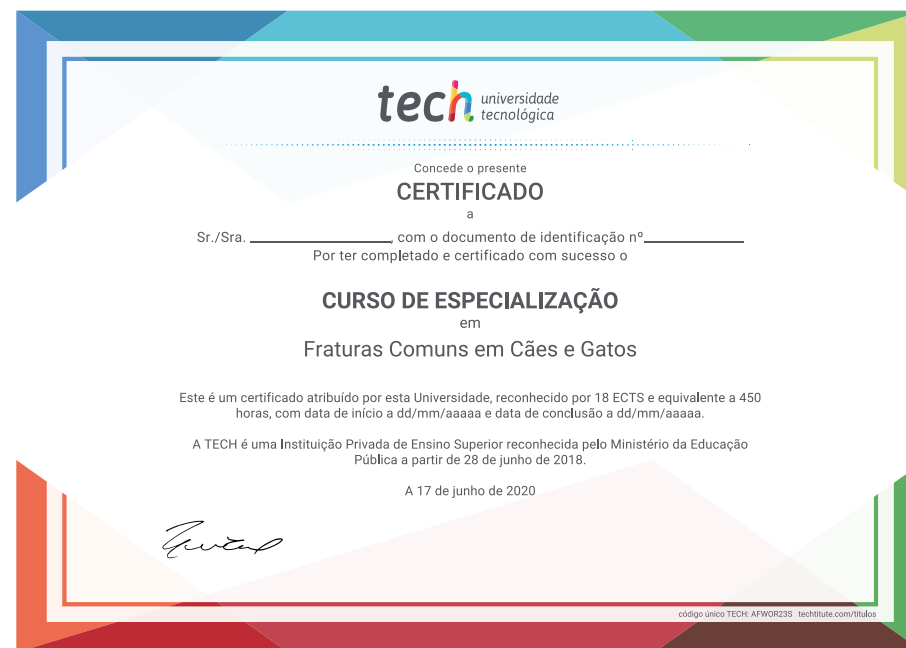 tech universidade
tecnológica
Concede o presente
CERTIFICADO
a
Sr./Sra. ____________________, com o documento de identificação nº______________
Por ter completado e certificado com sucesso o
CURSO DE ESPECIALIZAÇÃO
em
Fraturas Comuns em Cães e Gatos
Este é um certificado atribuído por esta Universidade, reconhecido por 18 ECTS e equivalente a 450
horas, com data de início a dd/mm/aaaaa e data de conclusão a dd/mm/aaaaa.
A TECH é uma Instituição Privada de Ensino Superior reconhecida pelo Ministério da Educação
Pública a partir de 28 de junho de 2018.
A 17 de junho de 2020
código único TECH: AFWOR23S techtitute.com/titulos